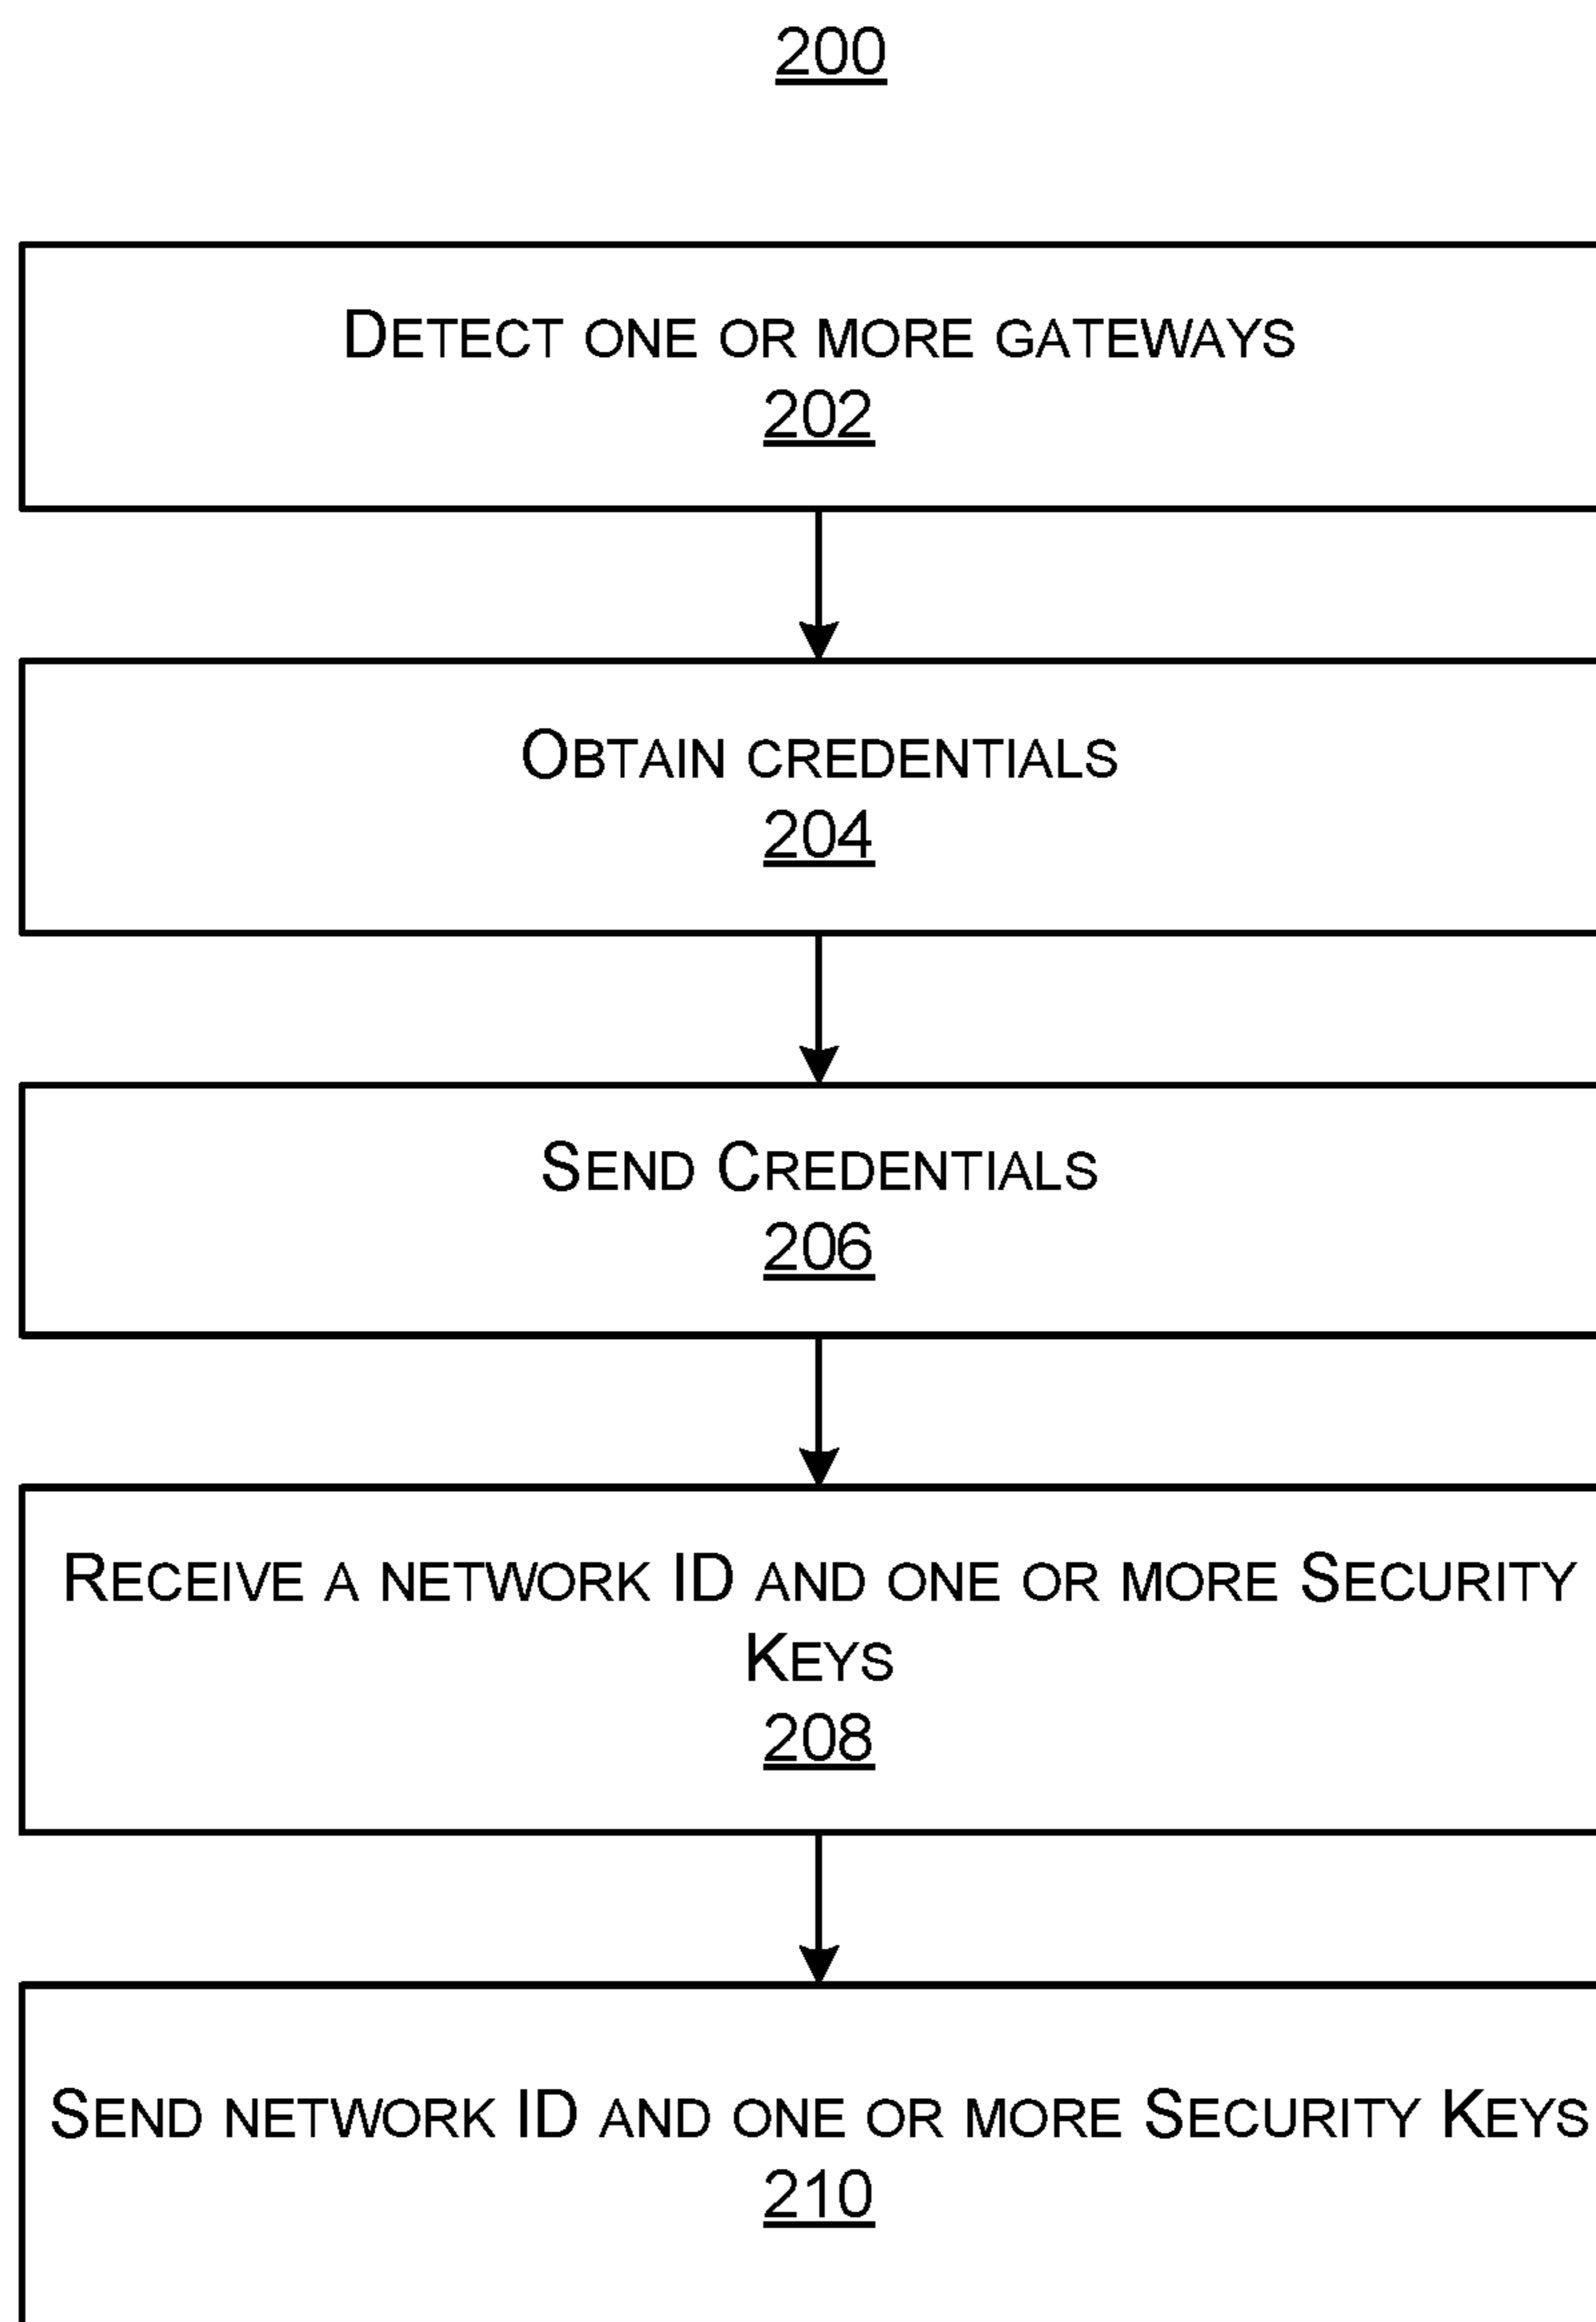 200
DETECT ONE OR MORE GATEWAYS
202
OBTAIN CREDENTIALS
204
SEND CREDENTIALS
206
RECEIVE A NETWORK ID AND ONE OR MORE SECURITY
KEYS
208
SEND NETWORK ID AND ONE OR MORE SECURITY KEYS
210